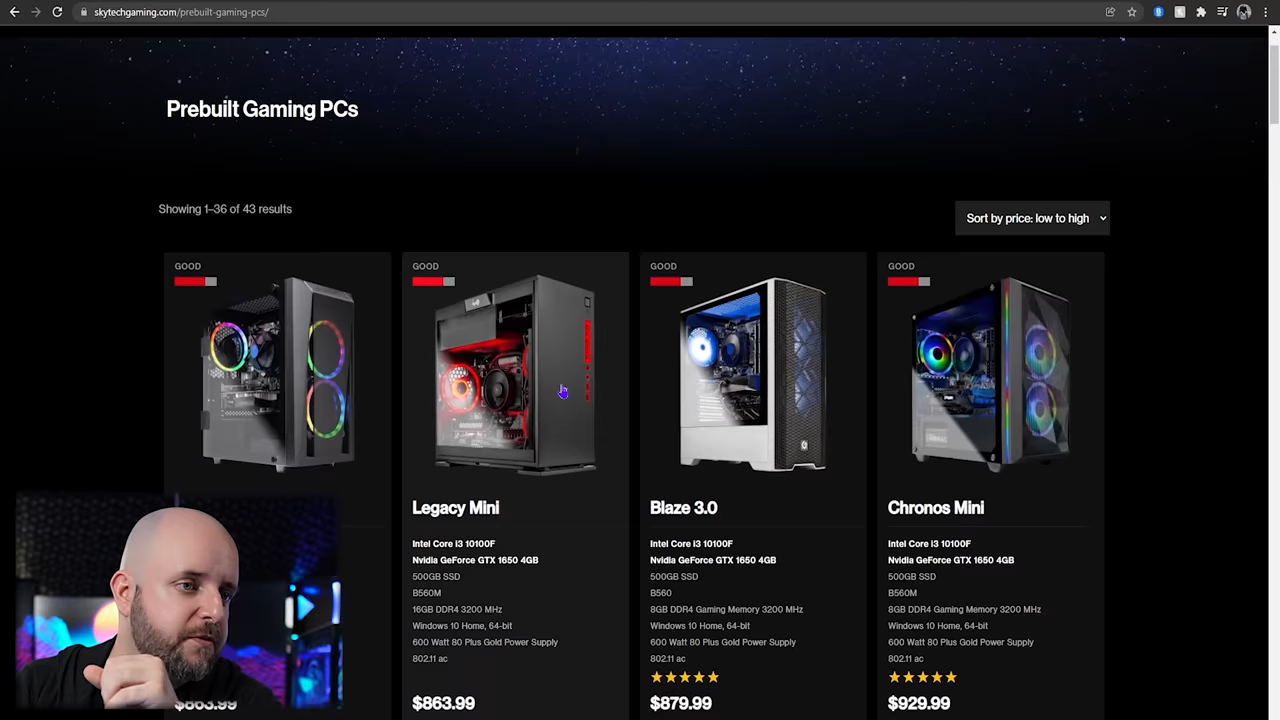 skytechgaming.com/prebuilt-gaming-pcs/
Prebuilt Gaming PCs
Showing 1–36 of 43 results
Sort by price: low to high
GOOD
GOOD
GOOD
GOOD
Legacy Mini
Intel Core i3 10100F
Nvidia GeForce GTX 1650 4GB
500GB SSD
B560M
16GB DDR4 3200 MHz
Windows 10 Home, 64-bit
600 Watt 80 Plus Gold Power Supply
802.11 ac
$863.99
Blaze 3.0
Intel Core i3 10100F
Nvidia GeForce GTX 1650 4GB
500GB SSD
B560
8GB DDR4 Gaming Memory 3200 MHz
Windows 10 Home, 64-bit
600 Watt 80 Plus Gold Power Supply
802.11 ac
$879.99
Chronos Mini
Intel Core i3 10100F
Nvidia GeForce GTX 1650 4GB
500GB SSD
B560M
8GB DDR4 Gaming Memory 3200 MHz
Windows 10 Home, 64-bit
600 Watt 80 Plus Gold Power Supply
802.11 ac
$929.99
$863.99